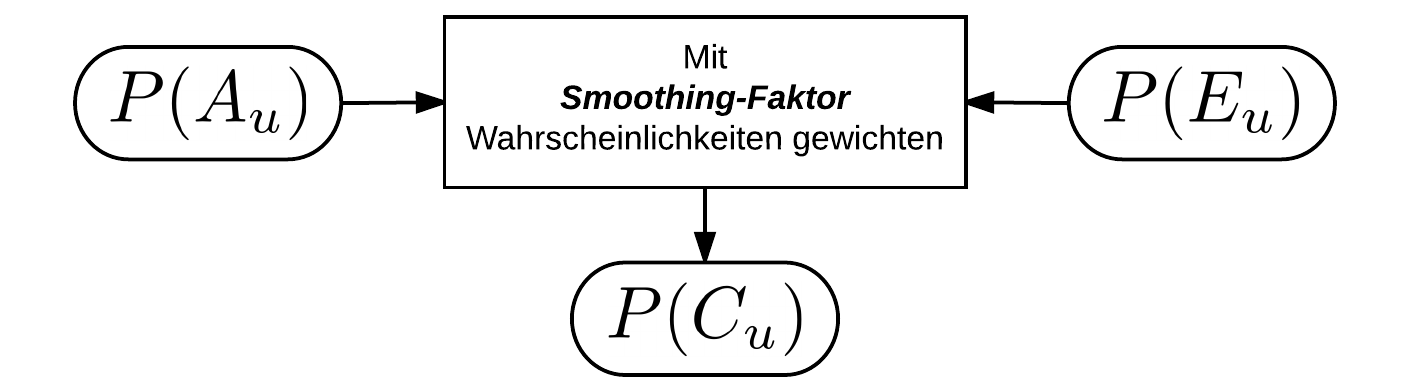 P(A_u)
Mit
Smoothing-Faktor
Wahrscheinlichkeiten gewichten
P(E_u)
P(C_u)